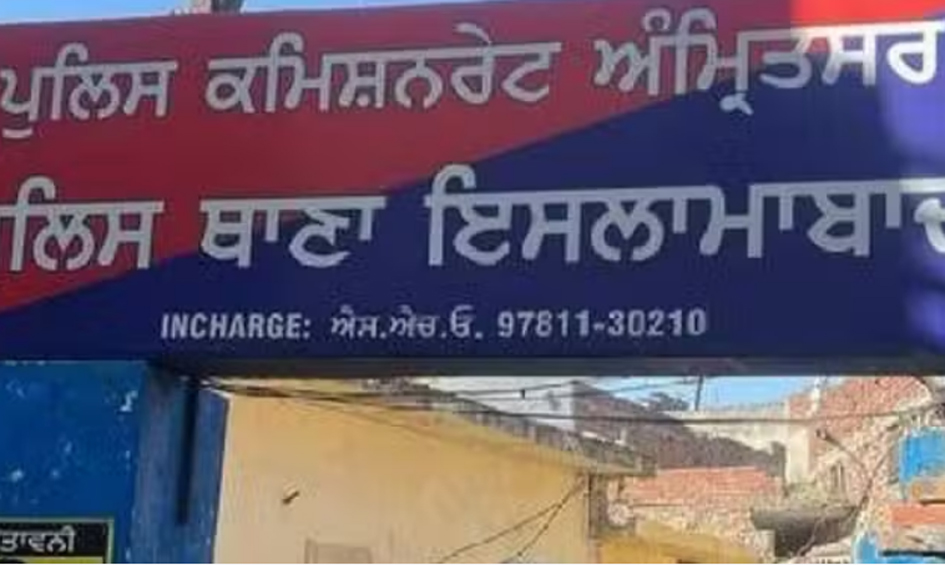 ਪੁਲਿਸ ਕਮਿਸ਼ਨਰੇਟ ਅੰਮ੍ਰਿਤਸਰ
ਲਿਸ ਥਾਣਾ ਇਸਲਾਮਾਬਾਦ
INCHARGE: ਐਸ.ਐਚ.ਓ. 97811-30210
ਤਾਵਨੀ